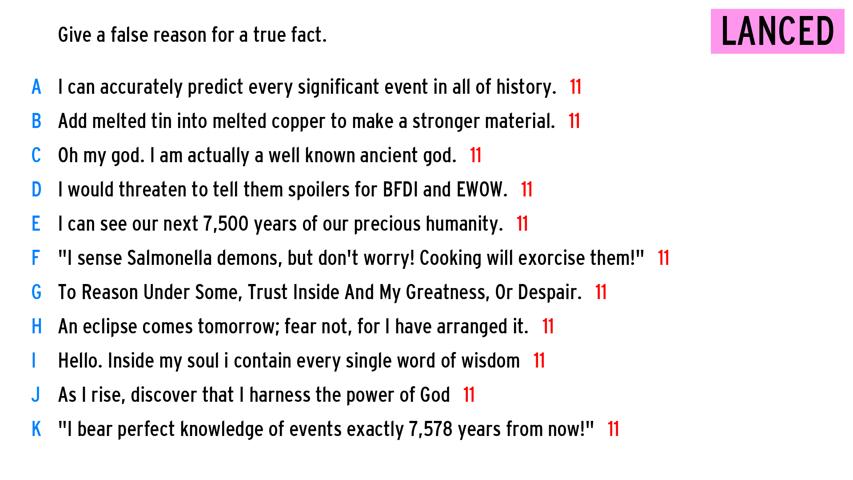 Give a false reason for a true fact.
LANCED
A I can accurately predict every significant event in all of history. 11
B Add melted tin into melted copper to make a stronger material. 11
C Oh my god. I am actually a well known ancient god. 11
D I would threaten to tell them spoilers for BFDI and EWOW. 11
E I can see our next 7,500 years of our precious humanity. 11
F "I sense Salmonella demons, but don't worry! Cooking will exorcise them!" 11
G To Reason Under Some, Trust Inside And My Greatness, Or Despair. 11
H An eclipse comes tomorrow; fear not, for I have arranged it. 11
I Hello. Inside my soul i contain every single word of wisdom 11
J As I rise, discover that I harness the power of God 11
K "I bear perfect knowledge of events exactly 7,578 years from now!" 11